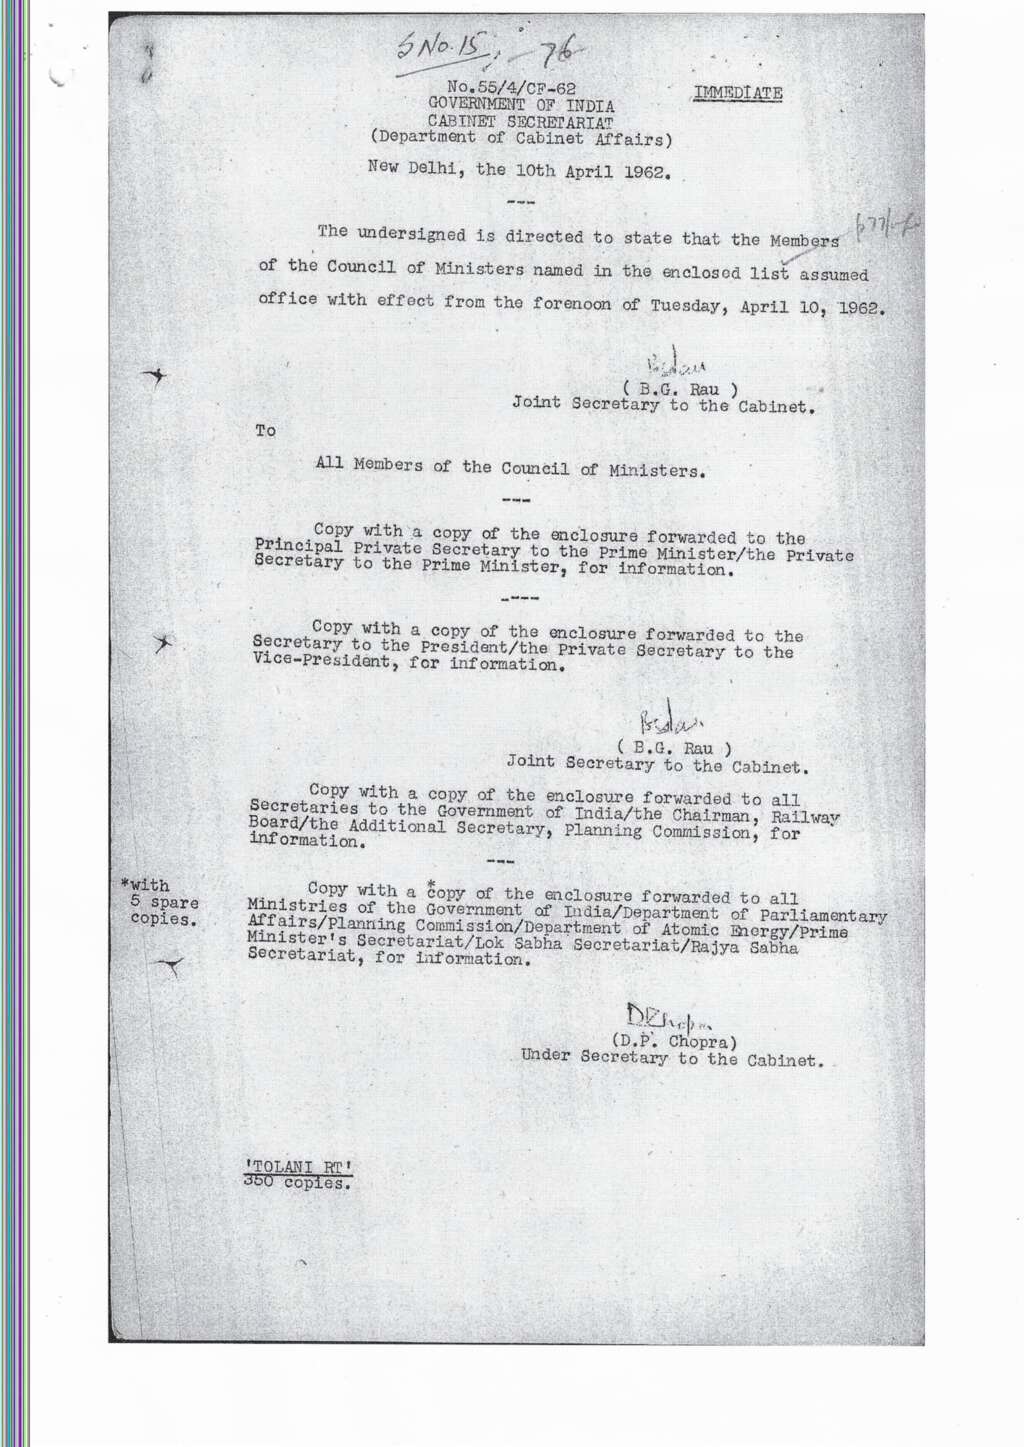 S No. 15
76
No.55/4/CF-62
IMMEDIATE
GOVERNMENT OF INDIA
CABINET SECRETARIAT
(Department of Cabinet Affairs)
New Delhi, the 10th April 1962.
---
The undersigned is directed to state that the Members
of the Council of Ministers named in the enclosed list assumed
office with effect from the forenoon of Tuesday, April 10, 1962.
( B.G. Rau )
Joint Secretary to the Cabinet.
To
All Members of the Council of Ministers.
---
Copy with a copy of the enclosure forwarded to the
Principal Private Secretary to the Prime Minister/the Private
Secretary to the Prime Minister, for information.
----
Copy with a copy of the enclosure forwarded to the
Secretary to the President/the Private Secretary to the
Vice-President, for information.
( B.G. Rau )
Joint Secretary to the Cabinet.
Copy with a copy of the enclosure forwarded to all
Secretaries to the Government of India/the Chairman, Railway
Board/the Additional Secretary, Planning Commission, for
information.
---
*with
5 spare
copies.
Copy with a *copy of the enclosure forwarded to all
Ministries of the Government of India/Department of Parliamentary
Affairs/Planning Commission/Department of Atomic Energy/Prime
Minister's Secretariat/Lok Sabha Secretariat/Rajya Sabha
Secretariat, for information.
DPChopra
(D.P. Chopra)
Under Secretary to the Cabinet.
'TOLANI RT'
350 copies.